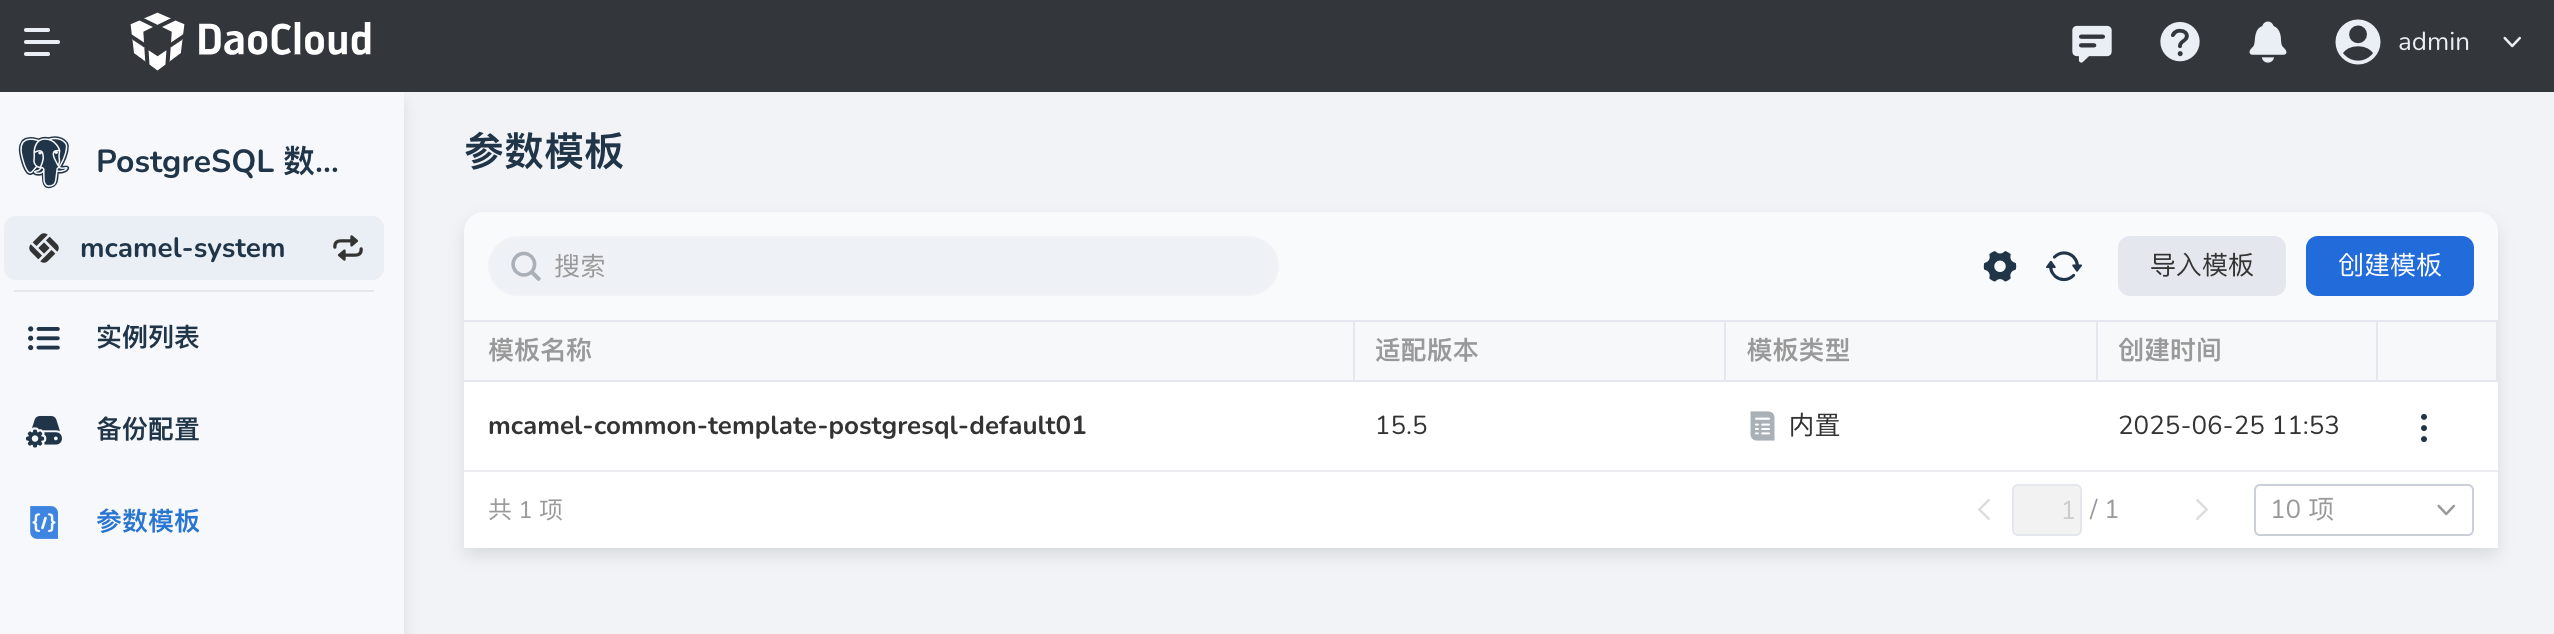 DaoCloud
admin
PostgreSQL 数...
mcamel-system
实例列表
备份配置
参数模板
参数模板
搜索
导入模板
创建模板
模板名称 适配版本 模板类型 创建时间
mcamel-common-template-postgresql-default01 15.5 内置 2025-06-25 11:53
共 1 项
1 / 1
10 项